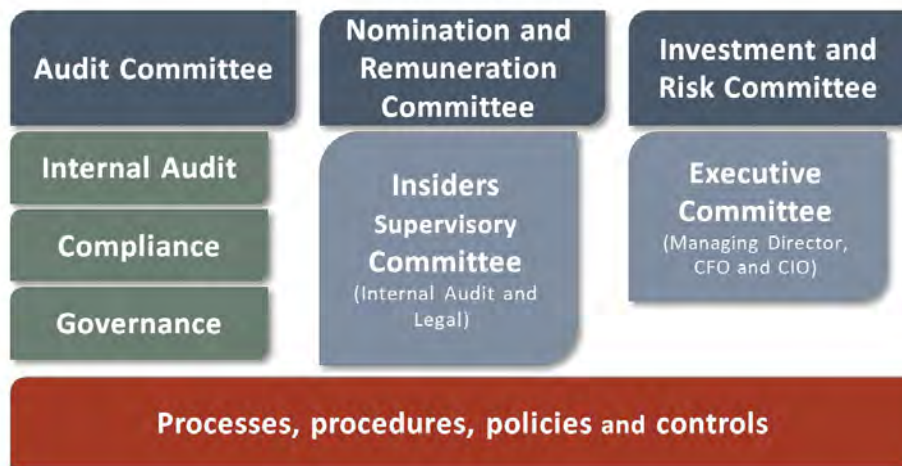 Audit Committee
Nomination and
Remuneration
Committee
Investment and
Risk Committee
Internal Audit
Compliance
Governance
Insiders
Supervisory
Committee
(Internal Audit and
Legal)
Executive
Committee
(Managing Director,
CFO and CIO)
Processes, procedures, policies and controls